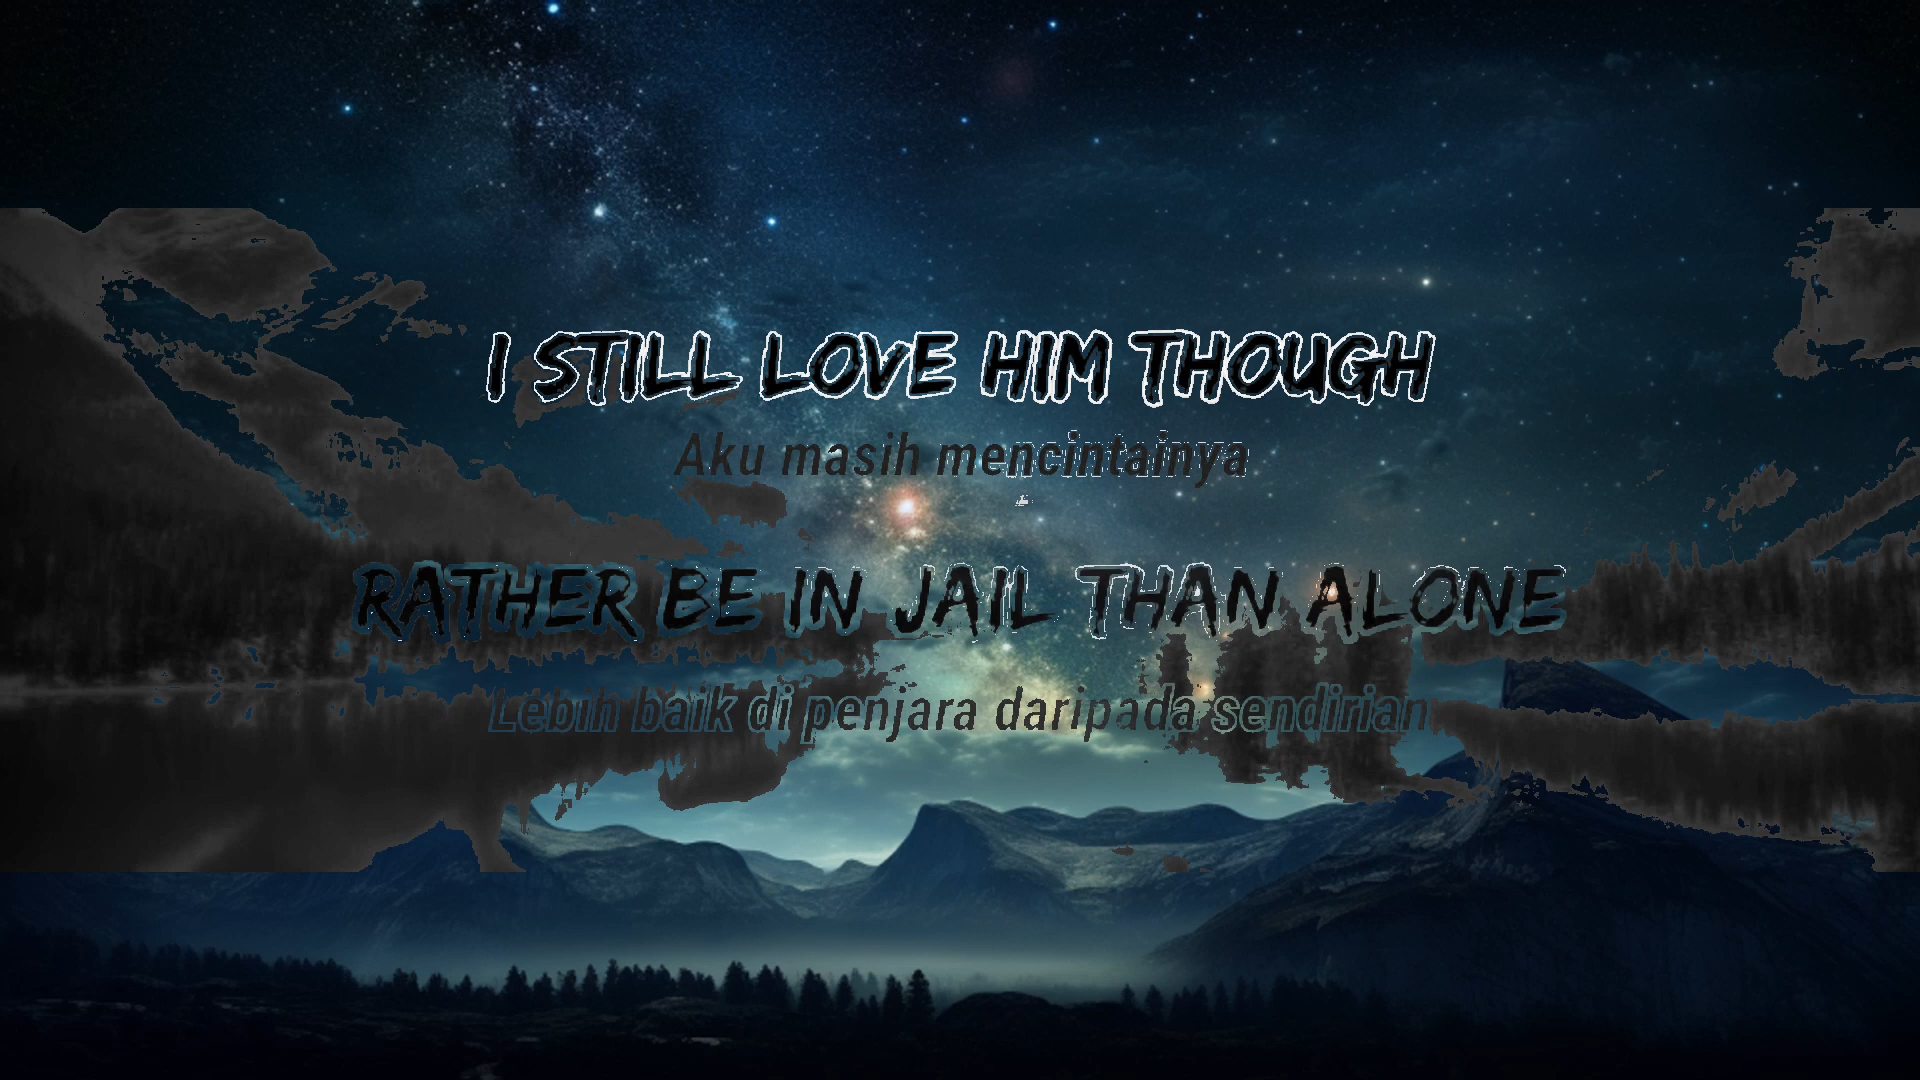 I STILL LOVE HIM THOUGH
Aku masih mencintainya
RATHER BE IN JAIL THAN ALONE
Lebih baik di penjara daripada sendirian